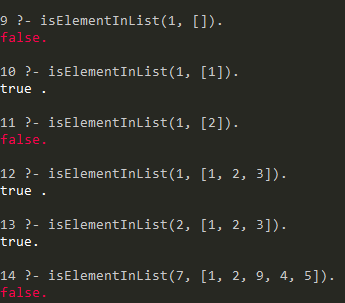 9 ?- isElementInList(1, []).
false.
10 ?- isElementInList(1, [1]).
true .
11 ?- isElementInList(1, [2]).
false.
12 ?- isElementInList(1, [1, 2, 3]).
true .
13 ?- isElementInList(2, [1, 2, 3]).
true.
14 ?- isElementInList(7, [1, 2, 9, 4, 5]).
false.